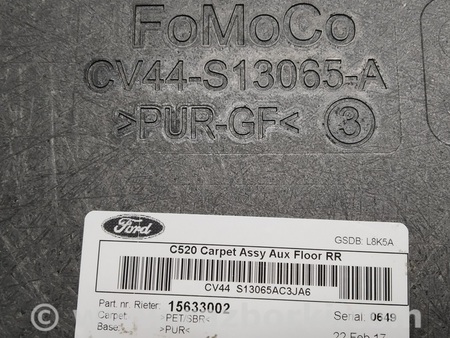 FoMoCo
CV44-S13065-A
>PUR-GF< 3
Ford
GSDB: L8K5A
C520 Carpet Assy Aux Floor RR
CV44 S13065AC3JA6
Part. nr. Rieter: 15633002
Serial: 0649
Carpet: >PET/SBR<
Base: >PUR<
22 Feb 17